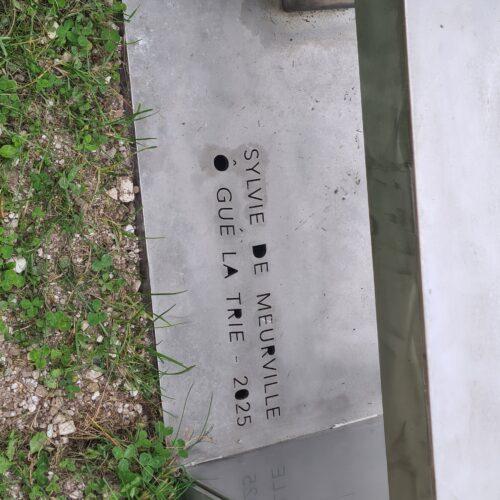 SYLVIE DE MEURVILLE
Ô GUÉ LA TRIE - 2025